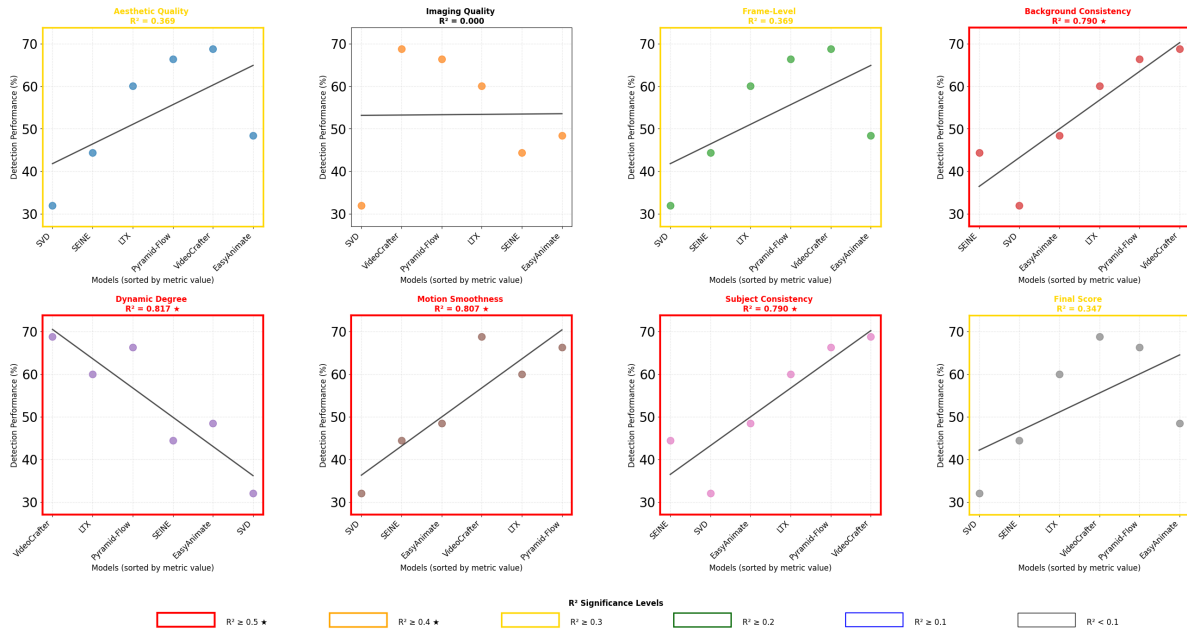 Aesthetic Quality
R² = 0.369
Detection Performance (%)
70
60
50
40
30
SVD
SEINE
LTX
Pyramid-Flow
VideoCrafter
EasyAnimate
Models (sorted by metric value)
Imaging Quality
R² = 0.000
Detection Performance (%)
70
60
50
40
30
SVD
VideoCrafter
Pyramid-Flow
LTX
SEINE
EasyAnimate
Models (sorted by metric value)
Frame-Level
R² = 0.369
Detection Performance (%)
70
60
50
40
30
SVD
SEINE
LTX
Pyramid-Flow
VideoCrafter
EasyAnimate
Models (sorted by metric value)
Background Consistency
R² = 0.790 ★
Detection Performance (%)
70
60
50
40
30
SEINE
SVD
EasyAnimate
LTX
Pyramid-Flow
VideoCrafter
Models (sorted by metric value)
Dynamic Degree
R² = 0.817 ★
Detection Performance (%)
70
60
50
40
30
VideoCrafter
LTX
Pyramid-Flow
SEINE
EasyAnimate
SVD
Models (sorted by metric value)
Motion Smoothness
R² = 0.807 ★
Detection Performance (%)
70
60
50
40
30
SVD
SEINE
EasyAnimate
VideoCrafter
LTX
Pyramid-Flow
Models (sorted by metric value)
Subject Consistency
R² = 0.790 ★
Detection Performance (%)
70
60
50
40
30
SEINE
SVD
EasyAnimate
LTX
Pyramid-Flow
VideoCrafter
Models (sorted by metric value)
Final Score
R² = 0.347
Detection Performance (%)
70
60
50
40
30
SVD
SEINE
LTX
VideoCrafter
Pyramid-Flow
EasyAnimate
Models (sorted by metric value)
R² Significance Levels
R² ≥ 0.5 ★
R² ≥ 0.4 ★
R² ≥ 0.3
R² ≥ 0.2
R² ≥ 0.1
R² < 0.1